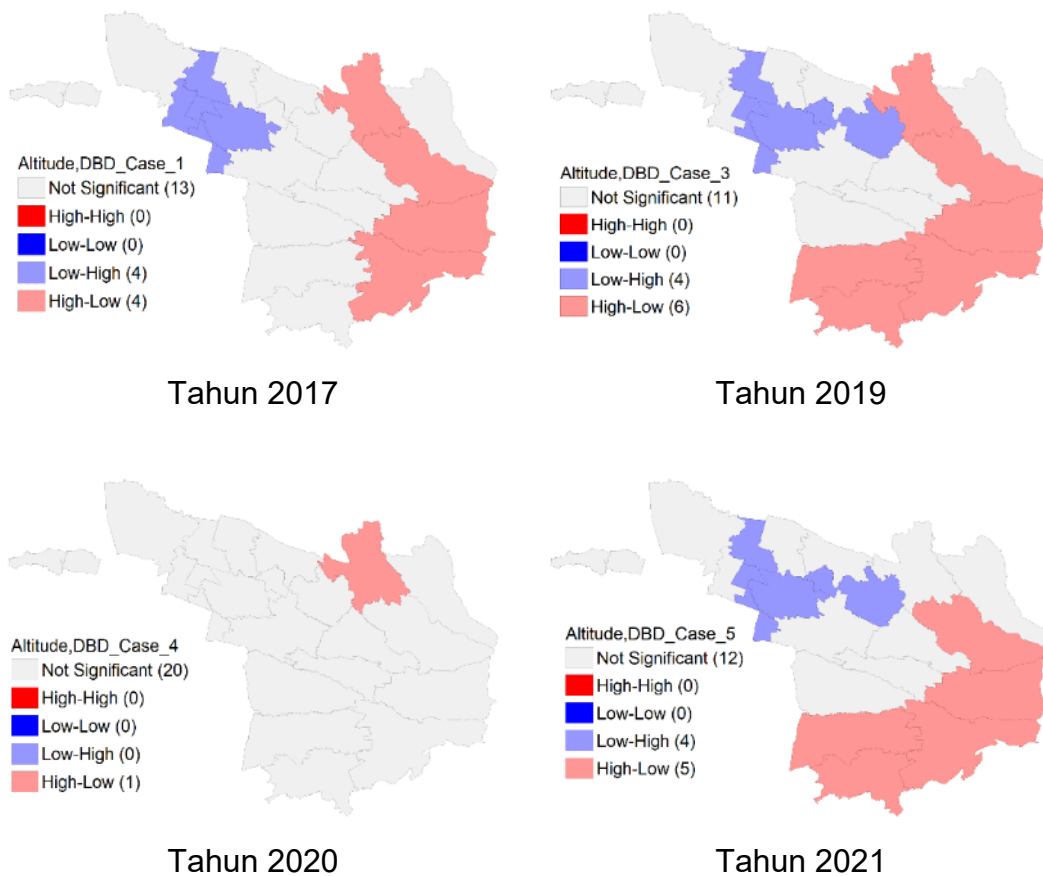 Altitude,DBD_Case_1
Not Significant (13)
High-High (0)
Low-Low (0)
Low-High (4)
High-Low (4)
Tahun 2017
Altitude,DBD_Case_3
Not Significant (11)
High-High (0)
Low-Low (0)
Low-High (4)
High-Low (6)
Tahun 2019
Altitude,DBD_Case_4
Not Significant (20)
High-High (0)
Low-Low (0)
Low-High (0)
High-Low (1)
Tahun 2020
Altitude,DBD_Case_5
Not Significant (12)
High-High (0)
Low-Low (0)
Low-High (4)
High-Low (5)
Tahun 2021